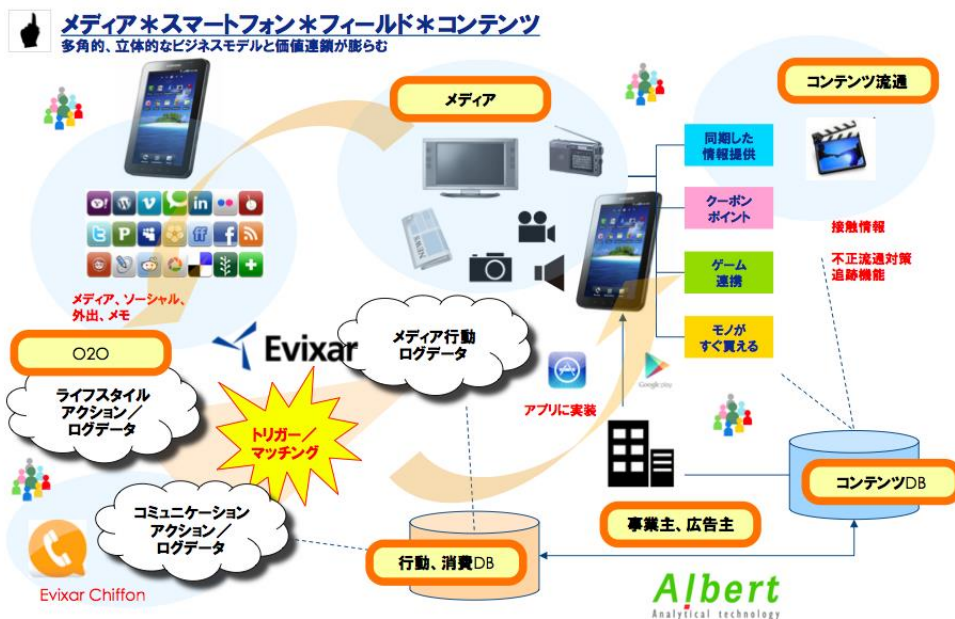 メディア＊スマートフォン＊フィールド＊コンテンツ
多角的、立体的なビジネスモデルと価値連鎖が膨らむ
メディア
コンテンツ流通
同期した
情報提供
クーポン
ポイント
ゲーム
連携
モノが
すぐ買える
接触情報
不正流通対策
追跡機能
NEWS
メディア、ソーシャル、
外出、メモ
O2O
ライフスタイル
アクション／
ログデータ
Evixar
メディア行動
ログデータ
トリガー／
マッチング
Google play
アプリに実装
コミュニケーション
アクション／
ログデータ
Evixar Chiffon
行動、消費DB
事業主、広告主
コンテンツDB
Albert
Analytical technology